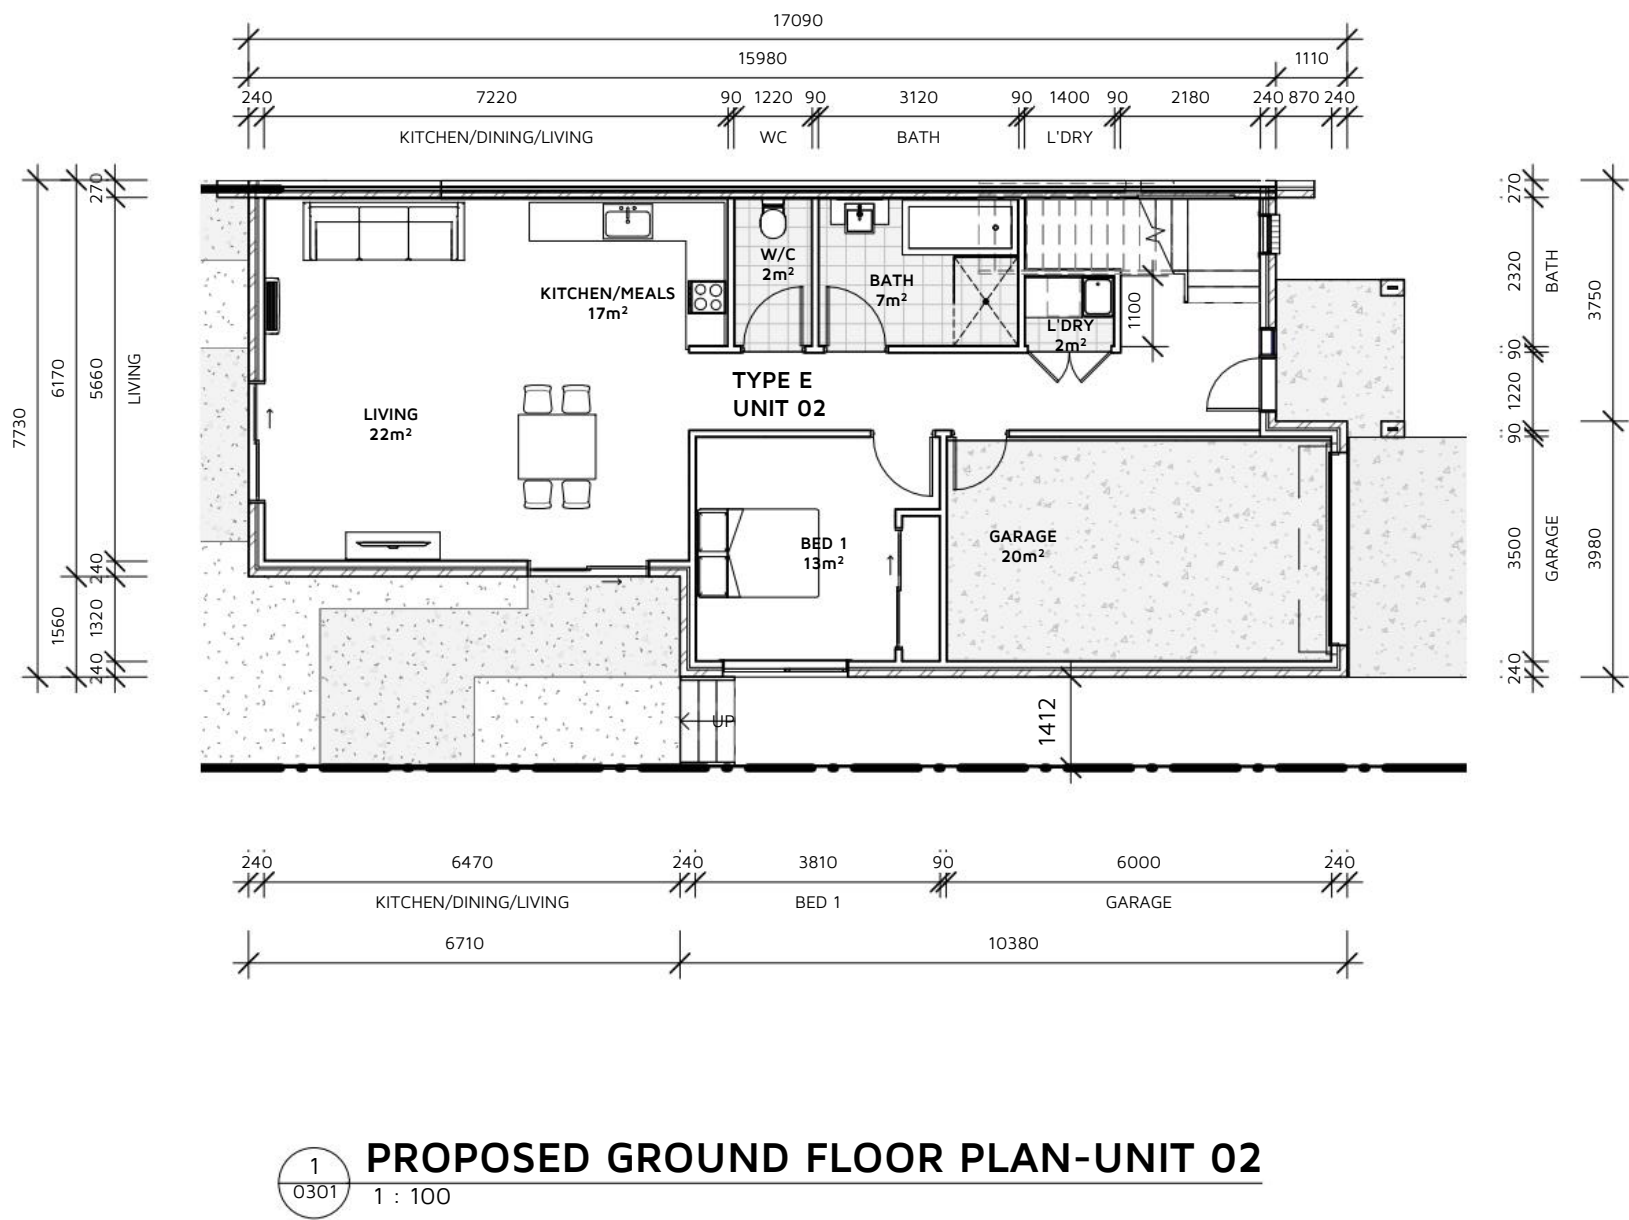 17090
15980 1110
240 7220 90 1220 90 3120 90 1400 90 2180 240 870 240
KITCHEN/DINING/LIVING WC BATH L'DRY
270
7730
6170
5660
LIVING
240
1560
1320
240
W/C
2m²
BATH
7m²
KITCHEN/MEALS
17m²
L'DRY
2m²
1100
TYPE E
UNIT 02
LIVING
22m²
BED 1
13m²
GARAGE
20m²
UP
1412
270
2320
BATH
3750
90
1220
90
3500
GARAGE
3980
240
240 6470 240 3810 90 6000 240
KITCHEN/DINING/LIVING BED 1 GARAGE
6710 10380
1
0301
PROPOSED GROUND FLOOR PLAN-UNIT 02
1 : 100